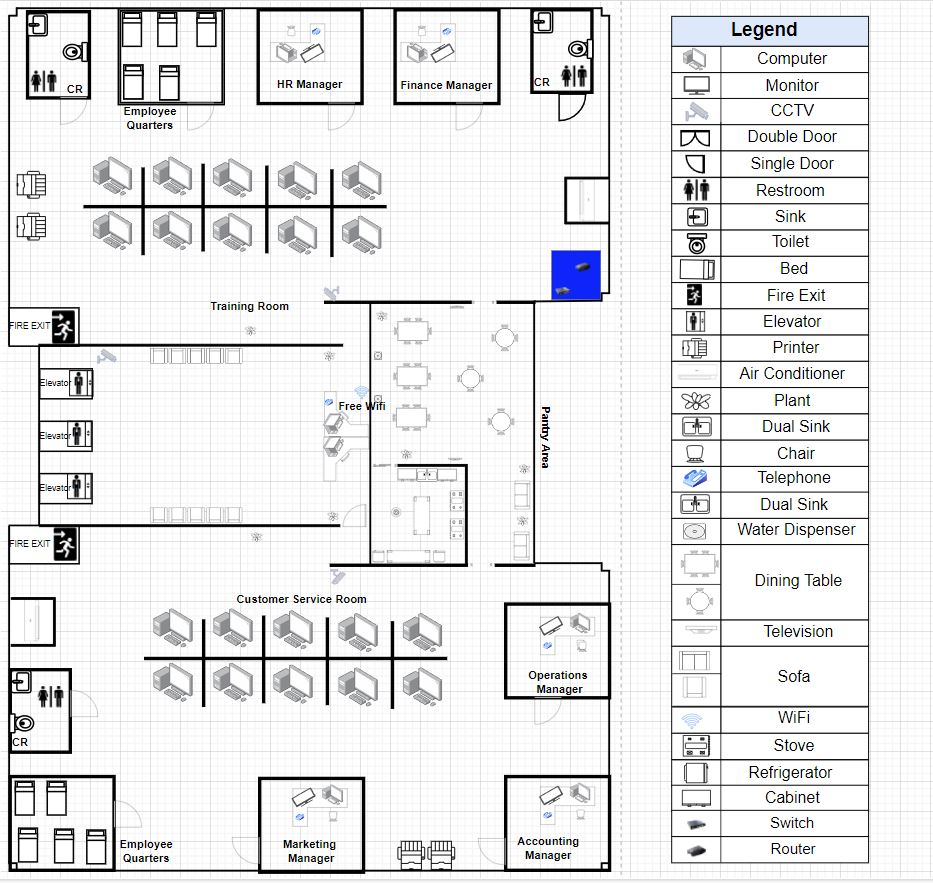 CR
HR Manager
Finance Manager
CR
Employee
Quarters
Training Room
FIRE EXIT
Elevator
Free Wifi
Elevator
Pantry Area
Elevator
FIRE EXIT
Customer Service Room
Operations
Manager
CR
Employee
Quarters
Marketing
Manager
Accounting
Manager
Legend
Computer
Monitor
CCTV
Double Door
Single Door
Restroom
Sink
Toilet
Bed
Fire Exit
Elevator
Printer
Air Conditioner
Plant
Dual Sink
Chair
Telephone
Dual Sink
Water Dispenser
Dining Table
Television
Sofa
WiFi
Stove
Refrigerator
Cabinet
Switch
Router